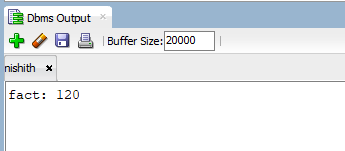 Dbms Output
Buffer Size: 20000
nishith
fact: 120